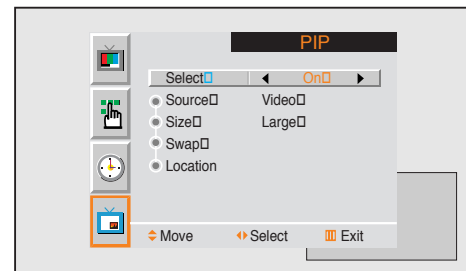 PIP
Select On
Source Video
Size Large
Swap
Location
Move Select Exit